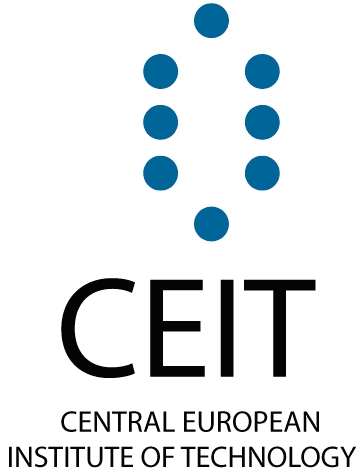 CEIT
CENTRAL EUROPEAN
INSTITUTE OF TECHNOLOGY